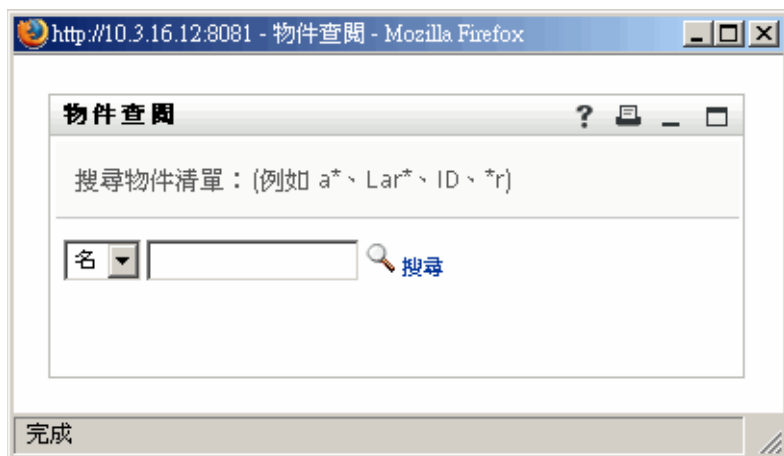 http://10.3.16.12:8081 - 物件查閱 - Mozilla Firefox
物件查閱
搜尋物件清單：(例如 a*、Lar*、ID、*r)
名 搜尋
完成